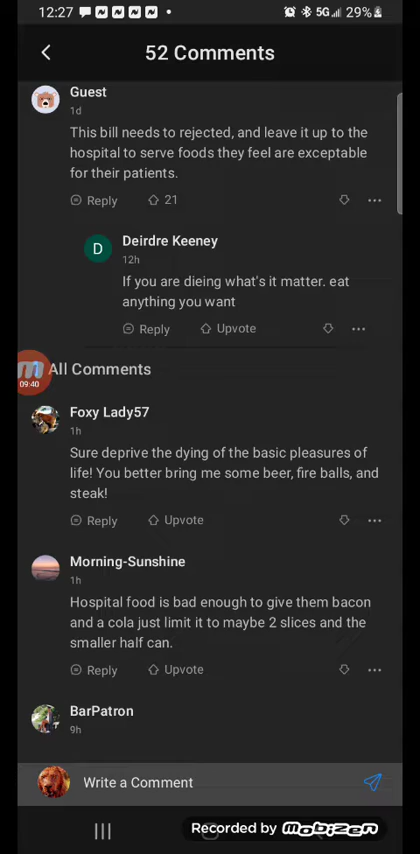 12:27
5G 29%
52 Comments
Guest
1d
This bill needs to rejected, and leave it up to the
hospital to serve foods they feel are exceptable
for their patients.
Reply 21
D
Deirdre Keeney
12h
If you are dieing what's it matter. eat
anything you want
Reply Upvote
All Comments
09:40
Foxy Lady57
1h
Sure deprive the dying of the basic pleasures of
life! You better bring me some beer, fire balls, and
steak!
Reply Upvote
Morning-Sunshine
1h
Hospital food is bad enough to give them bacon
and a cola just limit it to maybe 2 slices and the
smaller half can.
Reply Upvote
BarPatron
9h
Write a Comment
Recorded by mobizen